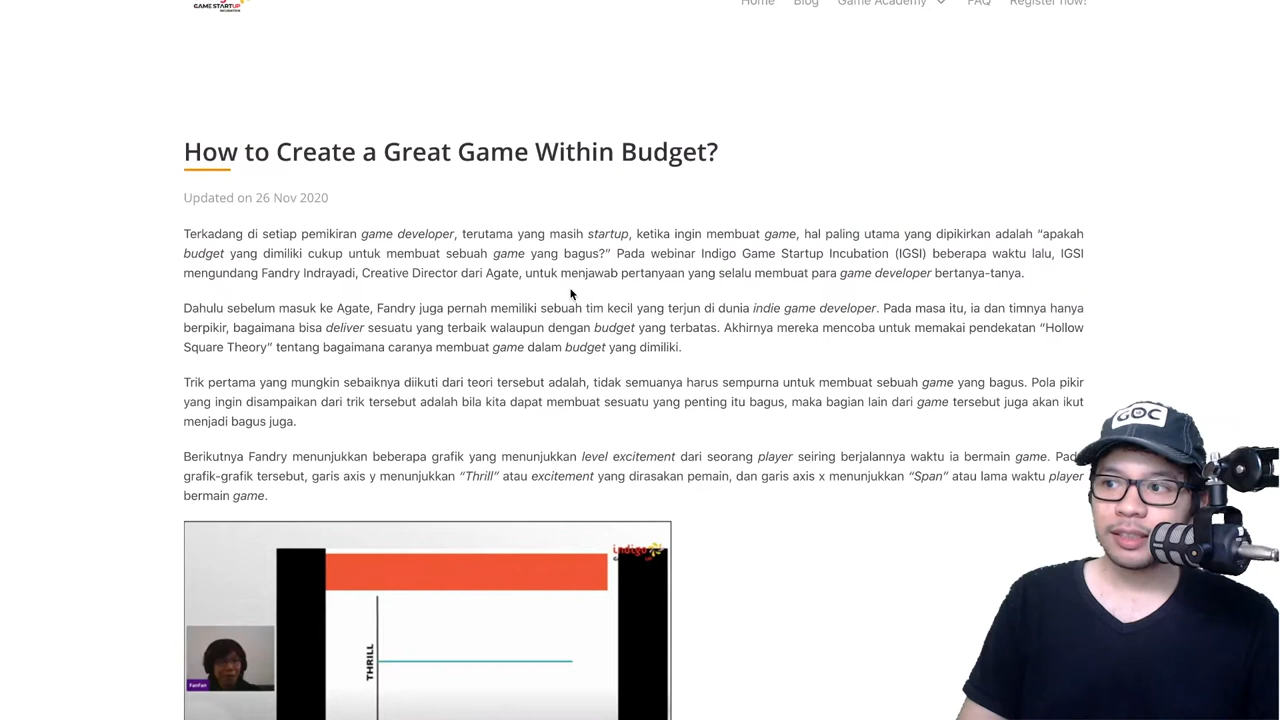 GAME STARTUP
INCUBATION
Home Blog Game Academy FAQ Register now!
How to Create a Great Game Within Budget?
Updated on 26 Nov 2020
Terkadang di setiap pemikiran game developer, terutama yang masih startup, ketika ingin membuat game, hal paling utama yang dipikirkan adalah “apakah
budget yang dimiliki cukup untuk membuat sebuah game yang bagus?” Pada webinar Indigo Game Startup Incubation (IGSI) beberapa waktu lalu, IGSI
mengundang Fandry Indrayadi, Creative Director dari Agate, untuk menjawab pertanyaan yang selalu membuat para game developer bertanya-tanya.
Dahulu sebelum masuk ke Agate, Fandry juga pernah memiliki sebuah tim kecil yang terjun di dunia indie game developer. Pada masa itu, ia dan timnya hanya
berpikir, bagaimana bisa deliver sesuatu yang terbaik walaupun dengan budget yang terbatas. Akhirnya mereka mencoba untuk memakai pendekatan “Hollow
Square Theory” tentang bagaimana caranya membuat game dalam budget yang dimiliki.
Trik pertama yang mungkin sebaiknya diikuti dari teori tersebut adalah, tidak semuanya harus sempurna untuk membuat sebuah game yang bagus. Pola pikir
yang ingin disampaikan dari trik tersebut adalah bila kita dapat membuat sesuatu yang penting itu bagus, maka bagian lain dari game tersebut juga akan ikut
menjadi bagus juga.
Berikutnya Fandry menunjukkan beberapa grafik yang menunjukkan level excitement dari seorang player seiring berjalannya waktu ia bermain game. Pad
grafik-grafik tersebut, garis axis y menunjukkan “Thrill” atau excitement yang dirasakan pemain, dan garis axis x menunjukkan “Span” atau lama waktu player
bermain game.
indigo
THRILL
FanFan
GOC